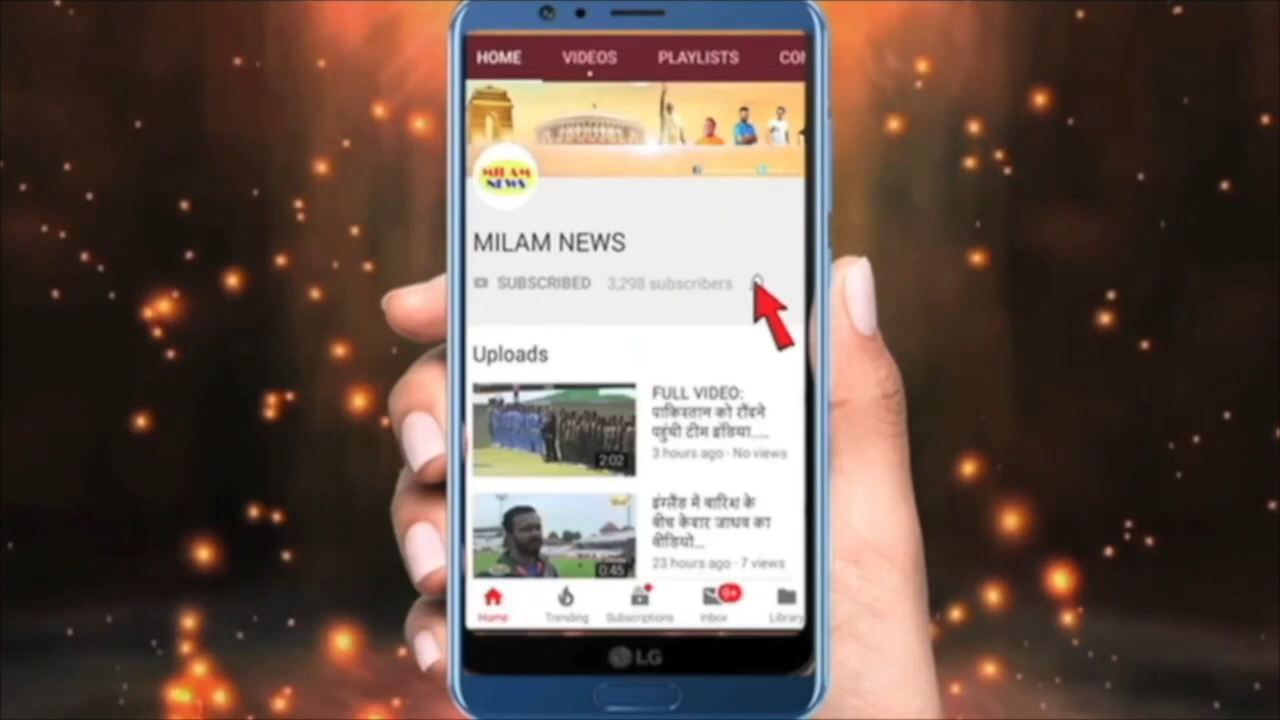 HOME VIDEOS PLAYLISTS
MILAM
NEWS
MILAM NEWS
SUBSCRIBED 3,298 subscribers
Uploads
FULL VIDEO:
पाकिस्तान को रौंदने
पहुंची टीम इंडिया....
3 hours ago · No views
2:02
इंग्लैंड में बारिश के
बीच केदार जाधव का
वीडियो...
23 hours ago · 7 views
0:45
9+
Home Trending Subscriptions Inbox Library
LG